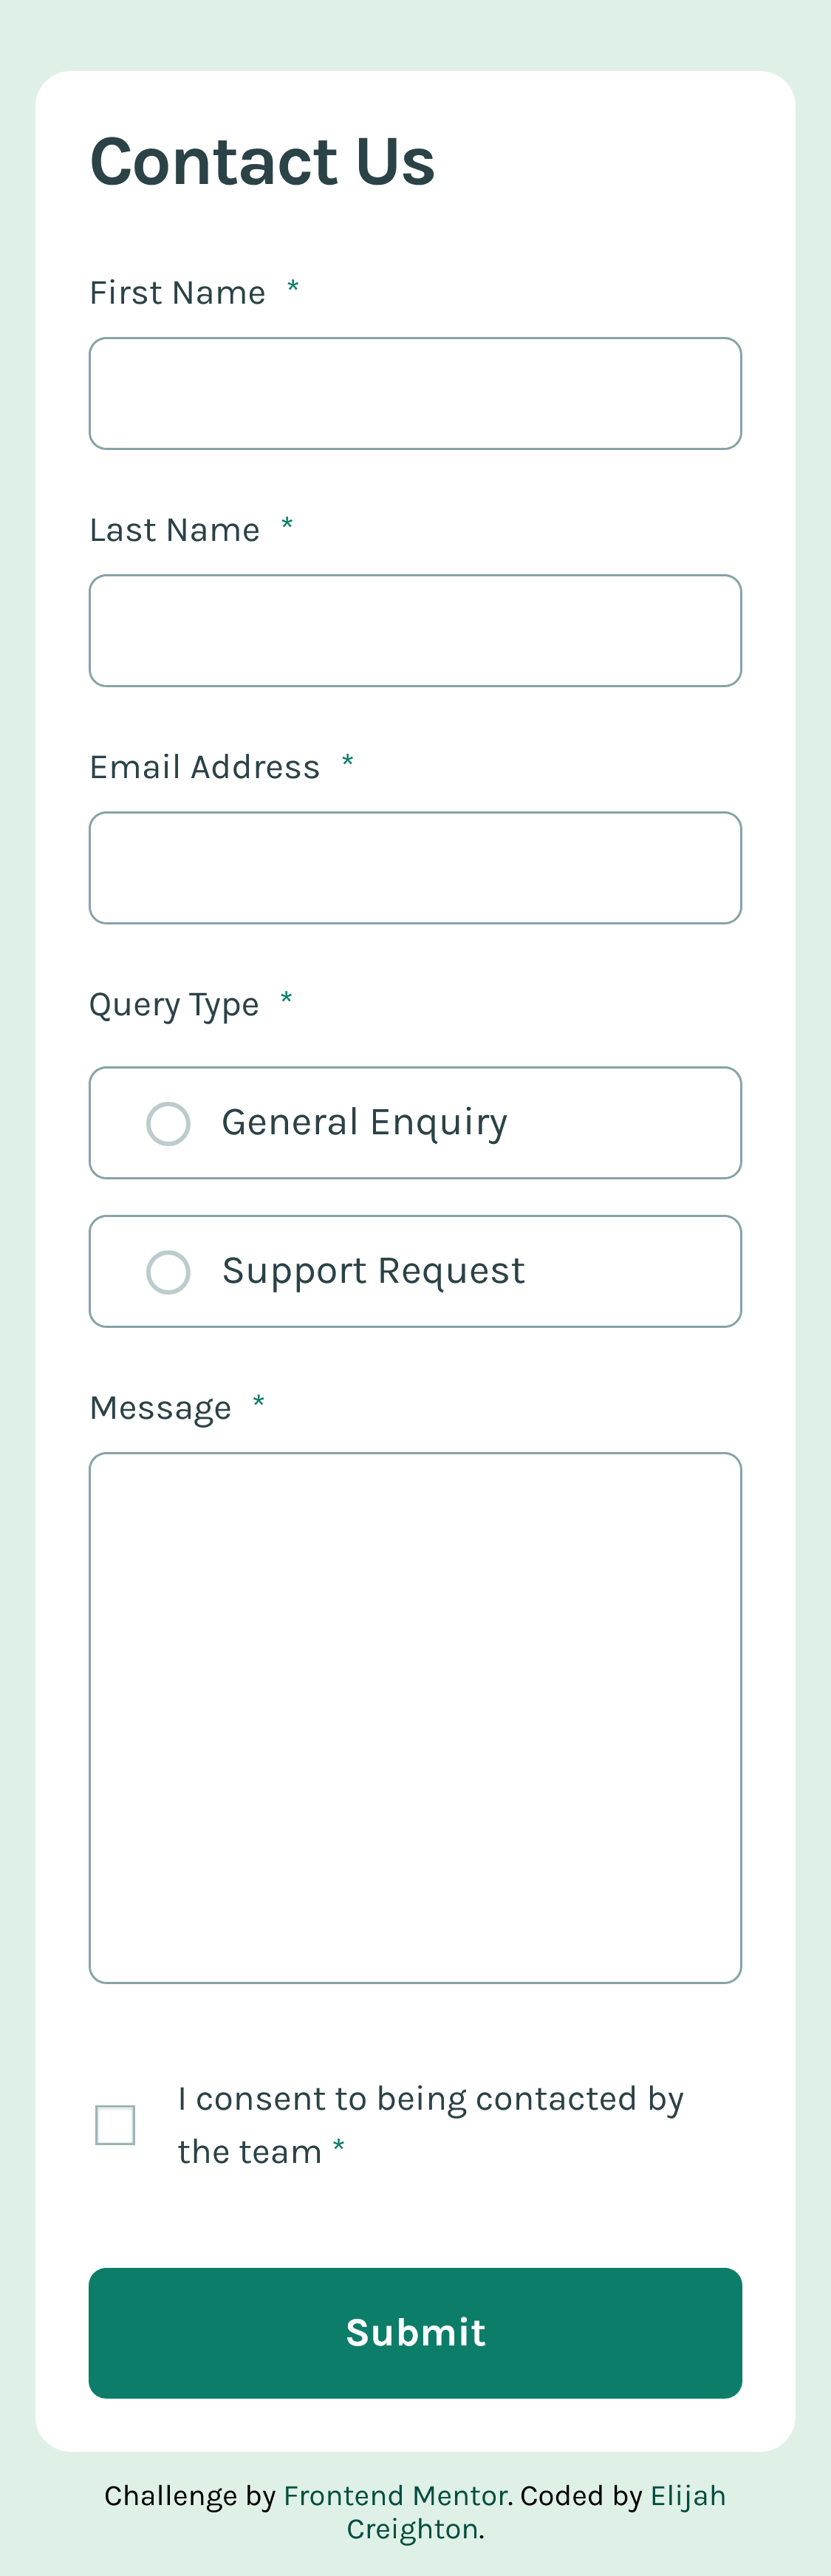 Contact Us
First Name *
Last Name *
Email Address *
Query Type *
General Enquiry
Support Request
Message *
I consent to being contacted by
the team *
Submit
Challenge by Frontend Mentor. Coded by Elijah
Creighton.